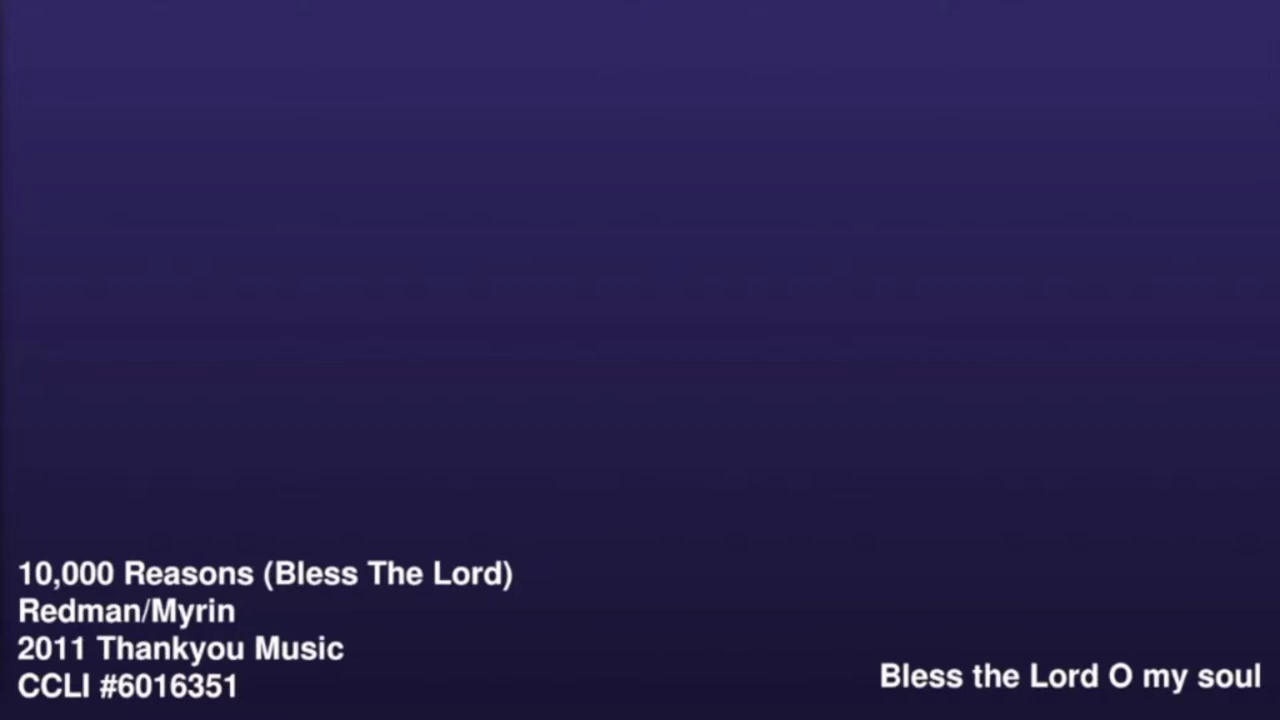 10,000 Reasons (Bless The Lord)
Redman/Myrin
2011 Thankyou Music
CCLI #6016351
Bless the Lord O my soul